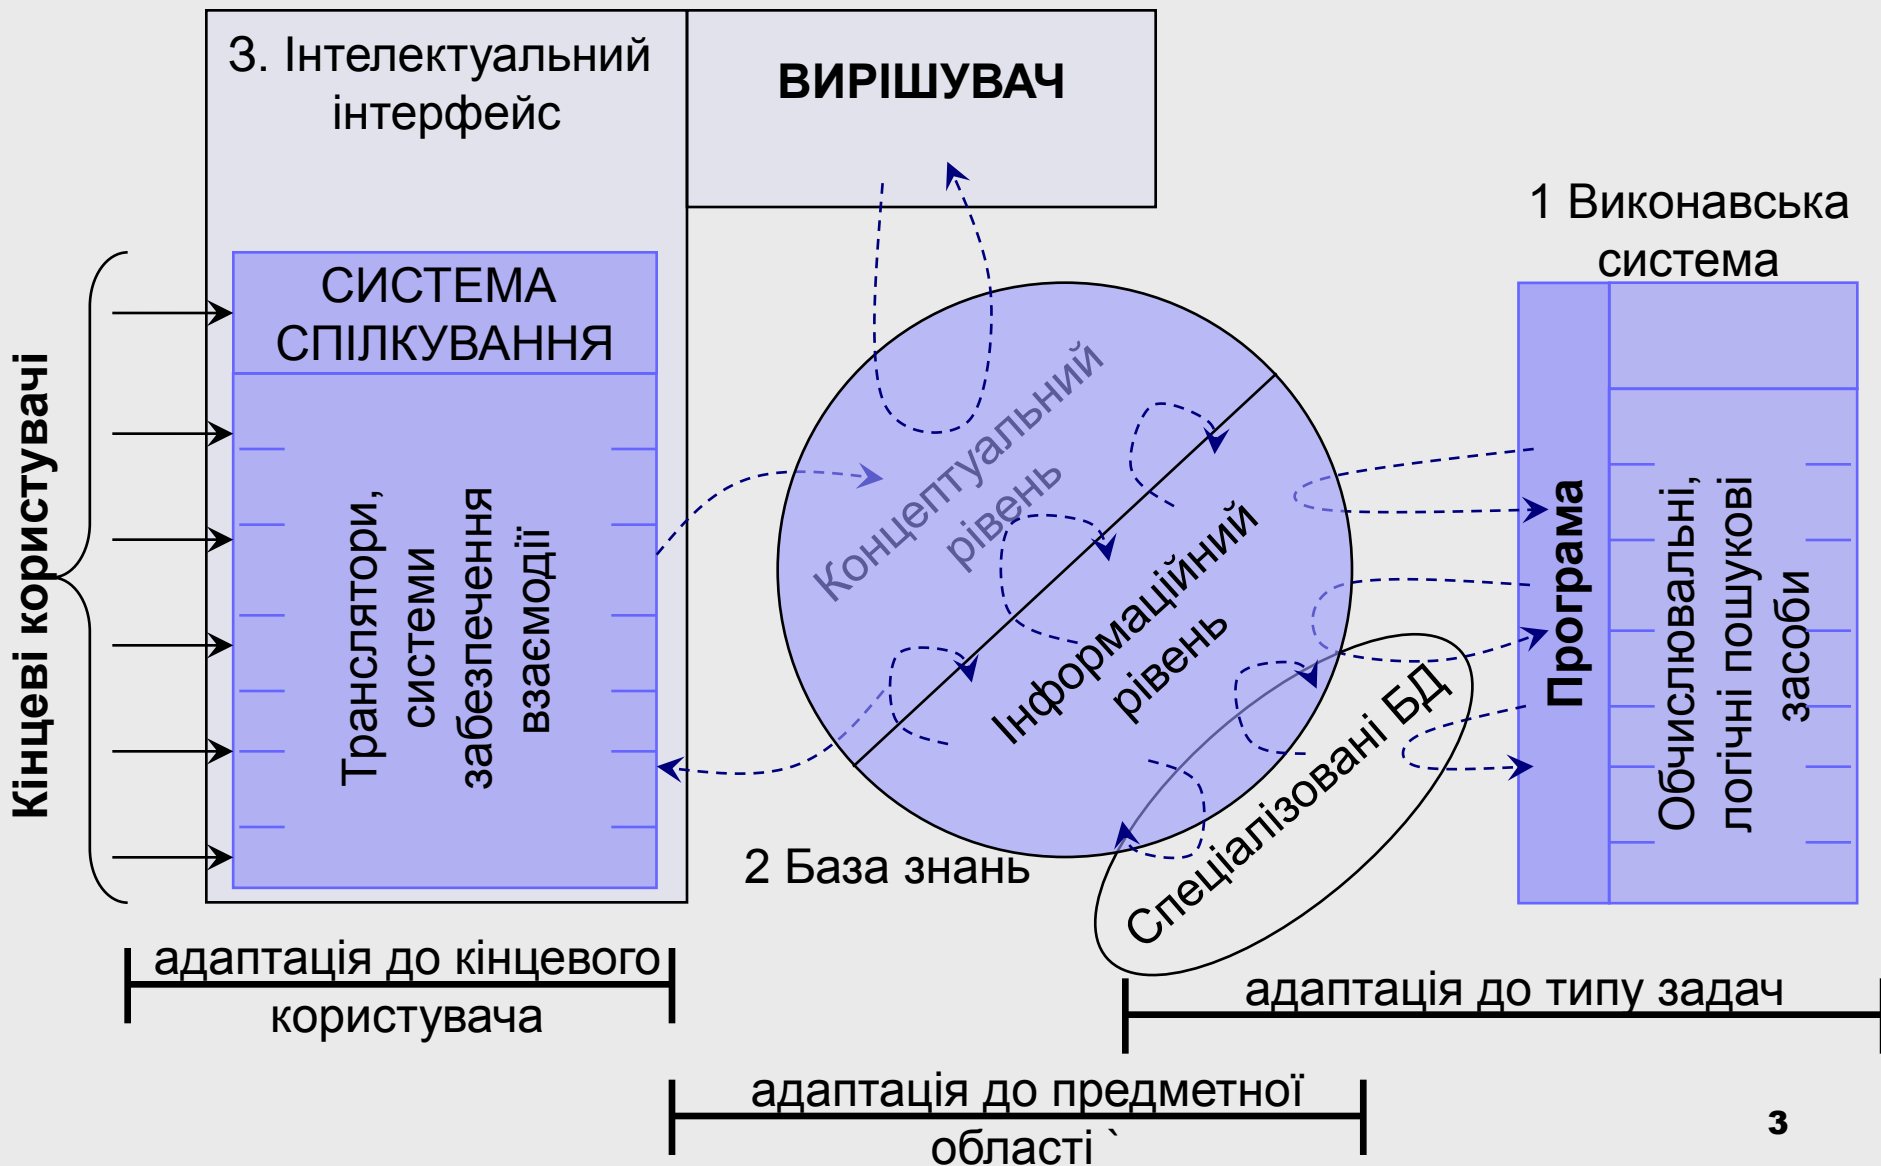 3. Інтелектуальний
інтерфейс
ВИРІШУВАЧ
1 Виконавська
система
СИСТЕМА
СПІЛКУВАННЯ
Кінцеві користувачі
Транслятори,
системи
забезпечення
взаємодії
Концептуальний
рівень
Інформаційний
рівень
Програма
Обчислювальні,
логічні пошукові
засоби
2 База знань
Спеціалізовані БД
адаптація до кінцевого
користувача
адаптація до типу задач
адаптація до предметної
області `
3